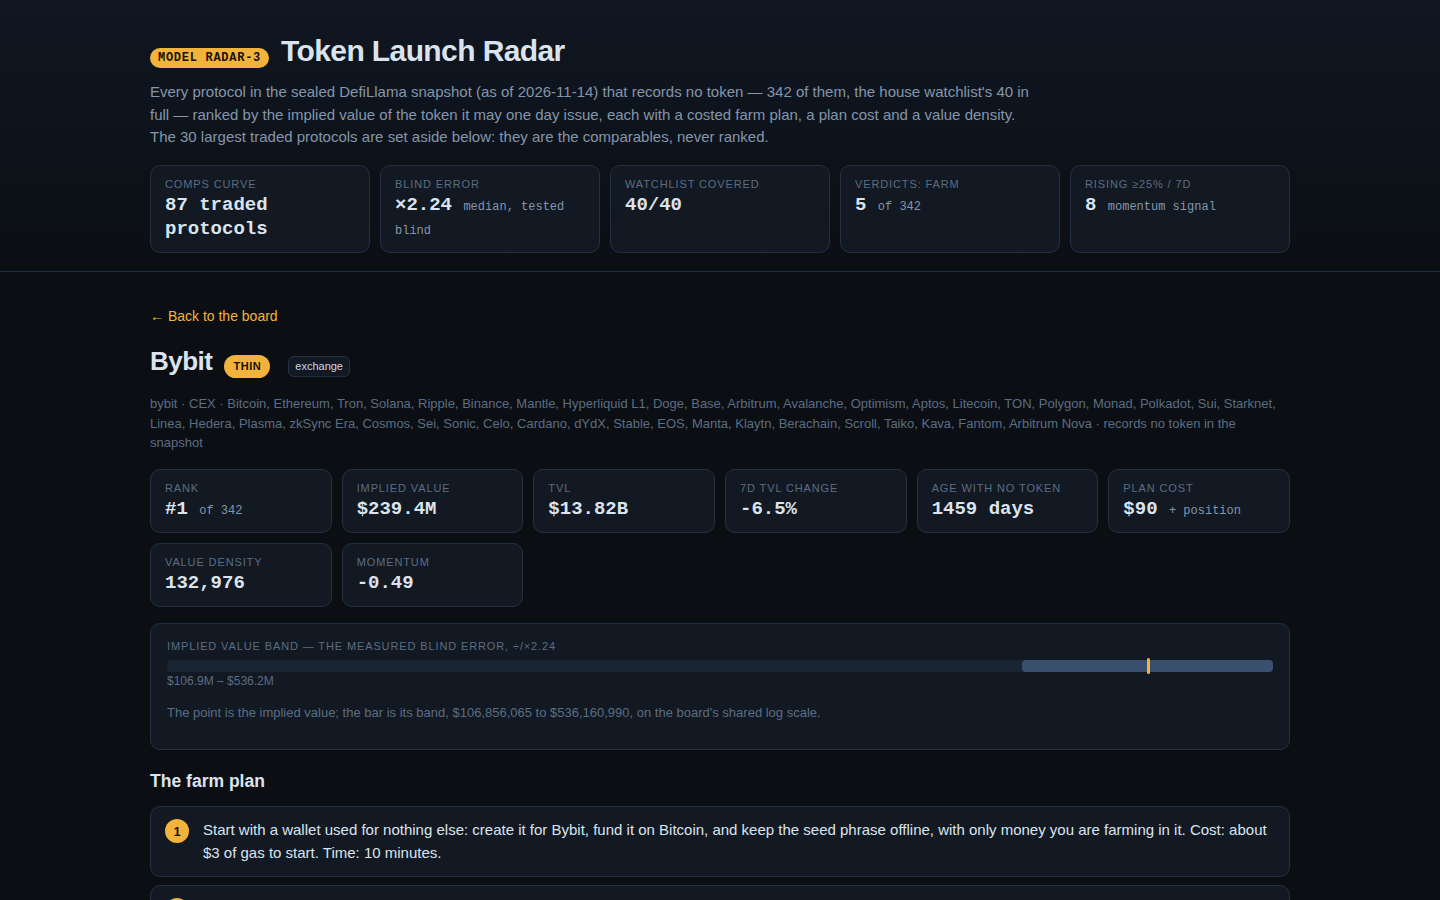 MODEL RADAR-3 Token Launch Radar
Every protocol in the sealed DefiLlama snapshot (as of 2026-11-14) that records no token — 342 of them, the house watchlist's 40 in
full — ranked by the implied value of the token it may one day issue, each with a costed farm plan, a plan cost and a value density.
The 30 largest traded protocols are set aside below: they are the comparables, never ranked.
COMPS CURVE
87 traded
protocols
BLIND ERROR
×2.24 median, tested
blind
WATCHLIST COVERED
40/40
VERDICTS: FARM
5 of 342
RISING ≥25% / 7D
8 momentum signal
← Back to the board
Bybit THIN exchange
bybit · CEX · Bitcoin, Ethereum, Tron, Solana, Ripple, Binance, Mantle, Hyperliquid L1, Doge, Base, Arbitrum, Avalanche, Optimism, Aptos, Litecoin, TON, Polygon, Monad, Polkadot, Sui, Starknet,
Linea, Hedera, Plasma, zkSync Era, Cosmos, Sei, Sonic, Celo, Cardano, dYdX, Stable, EOS, Manta, Klaytn, Berachain, Scroll, Taiko, Kava, Fantom, Arbitrum Nova · records no token in the
snapshot
RANK
#1 of 342
IMPLIED VALUE
$239.4M
TVL
$13.82B
7D TVL CHANGE
-6.5%
AGE WITH NO TOKEN
1459 days
PLAN COST
$90 + position
VALUE DENSITY
132,976
MOMENTUM
-0.49
IMPLIED VALUE BAND — THE MEASURED BLIND ERROR, ÷/×2.24
$106.9M – $536.2M
The point is the implied value; the bar is its band, $106,856,065 to $536,160,990, on the board's shared log scale.
The farm plan
1 Start with a wallet used for nothing else: create it for Bybit, fund it on Bitcoin, and keep the seed phrase offline, with only money you are farming in it. Cost: about
$3 of gas to start. Time: 10 minutes.